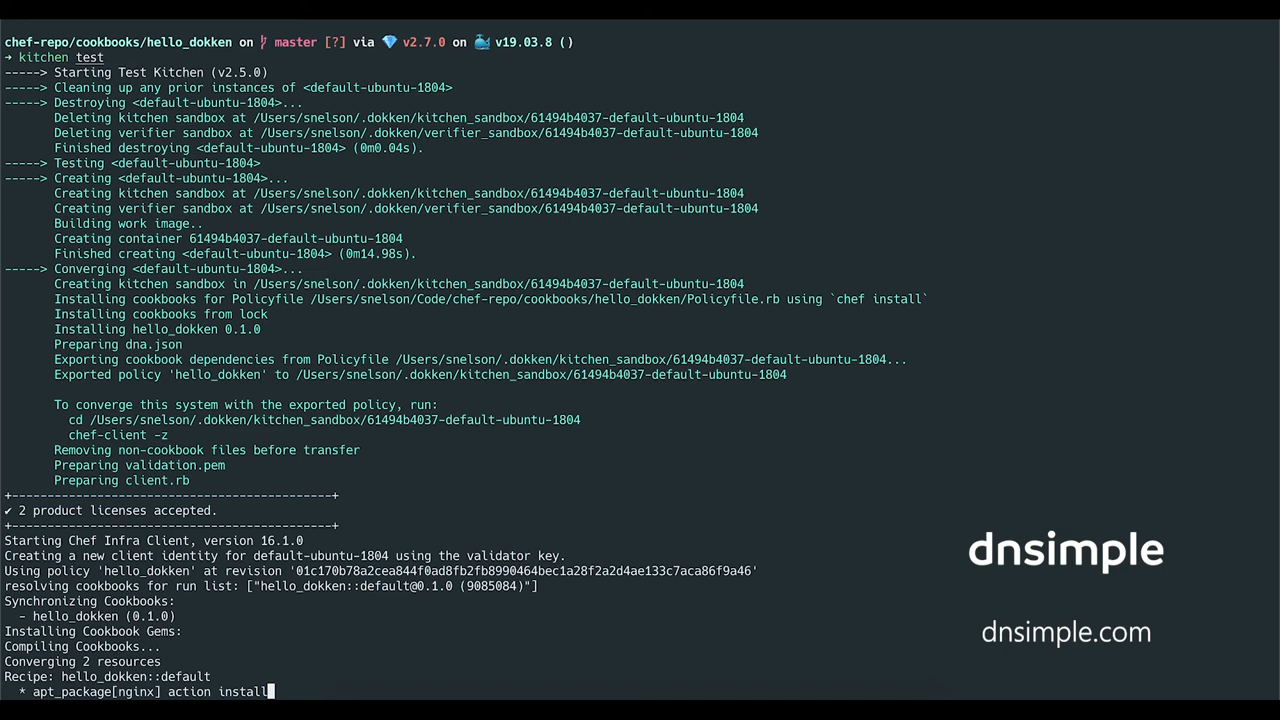 chef-repo/cookbooks/hello_dokken on master [?] via 💎 v2.7.0 on 🐳 v19.03.8 ()
➜ kitchen test
-----> Starting Test Kitchen (v2.5.0)
-----> Cleaning up any prior instances of <default-ubuntu-1804>
-----> Destroying <default-ubuntu-1804>...
Deleting kitchen sandbox at /Users/snelson/.dokken/kitchen_sandbox/61494b4037-default-ubuntu-1804
Deleting verifier sandbox at /Users/snelson/.dokken/verifier_sandbox/61494b4037-default-ubuntu-1804
Finished destroying <default-ubuntu-1804> (0m0.04s).
-----> Testing <default-ubuntu-1804>
-----> Creating <default-ubuntu-1804>...
Creating kitchen sandbox at /Users/snelson/.dokken/kitchen_sandbox/61494b4037-default-ubuntu-1804
Creating verifier sandbox at /Users/snelson/.dokken/verifier_sandbox/61494b4037-default-ubuntu-1804
Building work image..
Creating container 61494b4037-default-ubuntu-1804
Finished creating <default-ubuntu-1804> (0m14.98s).
-----> Converging <default-ubuntu-1804>...
Creating kitchen sandbox in /Users/snelson/.dokken/kitchen_sandbox/61494b4037-default-ubuntu-1804
Installing cookbooks for Policyfile /Users/snelson/Code/chef-repo/cookbooks/hello_dokken/Policyfile.rb using `chef install`
Installing cookbooks from lock
Installing hello_dokken 0.1.0
Preparing dna.json
Exporting cookbook dependencies from Policyfile /Users/snelson/.dokken/kitchen_sandbox/61494b4037-default-ubuntu-1804...
Exported policy 'hello_dokken' to /Users/snelson/.dokken/kitchen_sandbox/61494b4037-default-ubuntu-1804
To converge this system with the exported policy, run:
cd /Users/snelson/.dokken/kitchen_sandbox/61494b4037-default-ubuntu-1804
chef-client -z
Removing non-cookbook files before transfer
Preparing validation.pem
Preparing client.rb
+---------------------------------------------+
✔ 2 product licenses accepted.
+---------------------------------------------+
Starting Chef Infra Client, version 16.1.0
Creating a new client identity for default-ubuntu-1804 using the validator key.
Using policy 'hello_dokken' at revision '01c170b78a2cea844f0ad8fb2fb8990464bec1a28f2a2d4ae133c7aca86f9a46'
resolving cookbooks for run list: ["hello_dokken::default@0.1.0 (9085084)"]
Synchronizing Cookbooks:
- hello_dokken (0.1.0)
Installing Cookbook Gems:
Compiling Cookbooks...
Converging 2 resources
Recipe: hello_dokken::default
* apt_package[nginx] action install
dnsimple
dnsimple.com